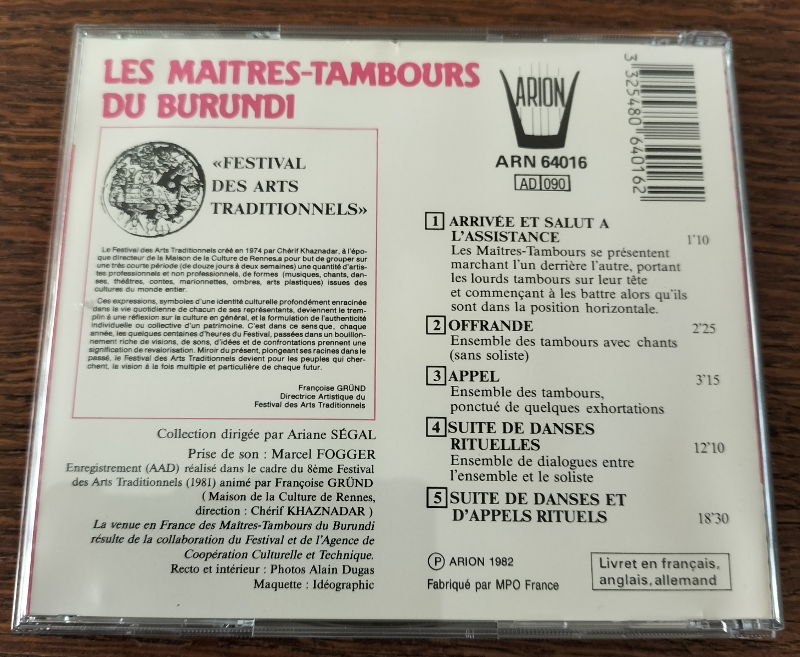 LES MAITRES-TAMBOURS
DU BURUNDI
«FESTIVAL
DES ARTS
TRADITIONNELS»
Le Festival des Arts Traditionnels créé en 1974 par Chérif Khaznadar, à l'épo-
que directeur de la Maison de la Culture de Rennes,a pour but de grouper sur
une très courte période (de douze jours à deux semaines) une quantité d'artis-
tes professionnels et non professionnels, de formes (musiques, chants, dan-
ses, théâtres, contes, marionnettes, ombres, arts plastiques) issues des
cultures du monde entier.
Ces expressions, symboles d'une identité culturelle profondément enracinée
dans la vie quotidienne de chacun de ses représentants, deviennent le trem-
plin à une réflexion sur la culture en général, et la formulation de l'authenticité
individuelle ou collective d'un patrimoine. C'est dans ce sens que, chaque
année, les quelques centaines d'heures du Festival, passées dans un bouillon-
nement riche de visions, de sons, d'idées et de confrontations prennent une
signification de revalorisation. Miroir du présent, plongeant ses racines dans le
passé, le Festival des Arts Traditionnels devient pour les peuples qui cher-
chent, la vision à la fois multiple et particulière de chaque futur.
Françoise GRÜND
Directrice Artistique du
Festival des Arts Traditionnels
Collection dirigée par Ariane SÉGAL
Prise de son : Marcel FOGGER
Enregistrement (AAD) réalisé dans le cadre du 8ème Festival
des Arts Traditionnels (1981) animé par Françoise GRÜND
(Maison de la Culture de Rennes,
direction : Chérif KHAZNADAR )
La venue en France des Maîtres-Tambours du Burundi
résulte de la collaboration du Festival et de l'Agence de
Coopération Culturelle et Technique.
Recto et intérieur : Photos Alain Dugas
Maquette : Idéographic
ARION
ARN 64016
AD 090
3 325480 640162
1 ARRIVÉE ET SALUT A
L'ASSISTANCE 1'10
Les Maîtres-Tambours se présentent
marchant l'un derrière l'autre, portant
les lourds tambours sur leur tête
et commençant à les battre alors qu'ils
sont dans la position horizontale.
2 OFFRANDE 2'25
Ensemble des tambours avec chants
(sans soliste)
3 APPEL 3'15
Ensemble des tambours,
ponctué de quelques exhortations
4 SUITE DE DANSES
RITUELLES 12'10
Ensemble de dialogues entre
l'ensemble et le soliste
5 SUITE DE DANSES ET
D'APPELS RITUELS 18'30
Ⓟ ARION 1982
Fabriqué par MPO France
Livret en français,
anglais, allemand